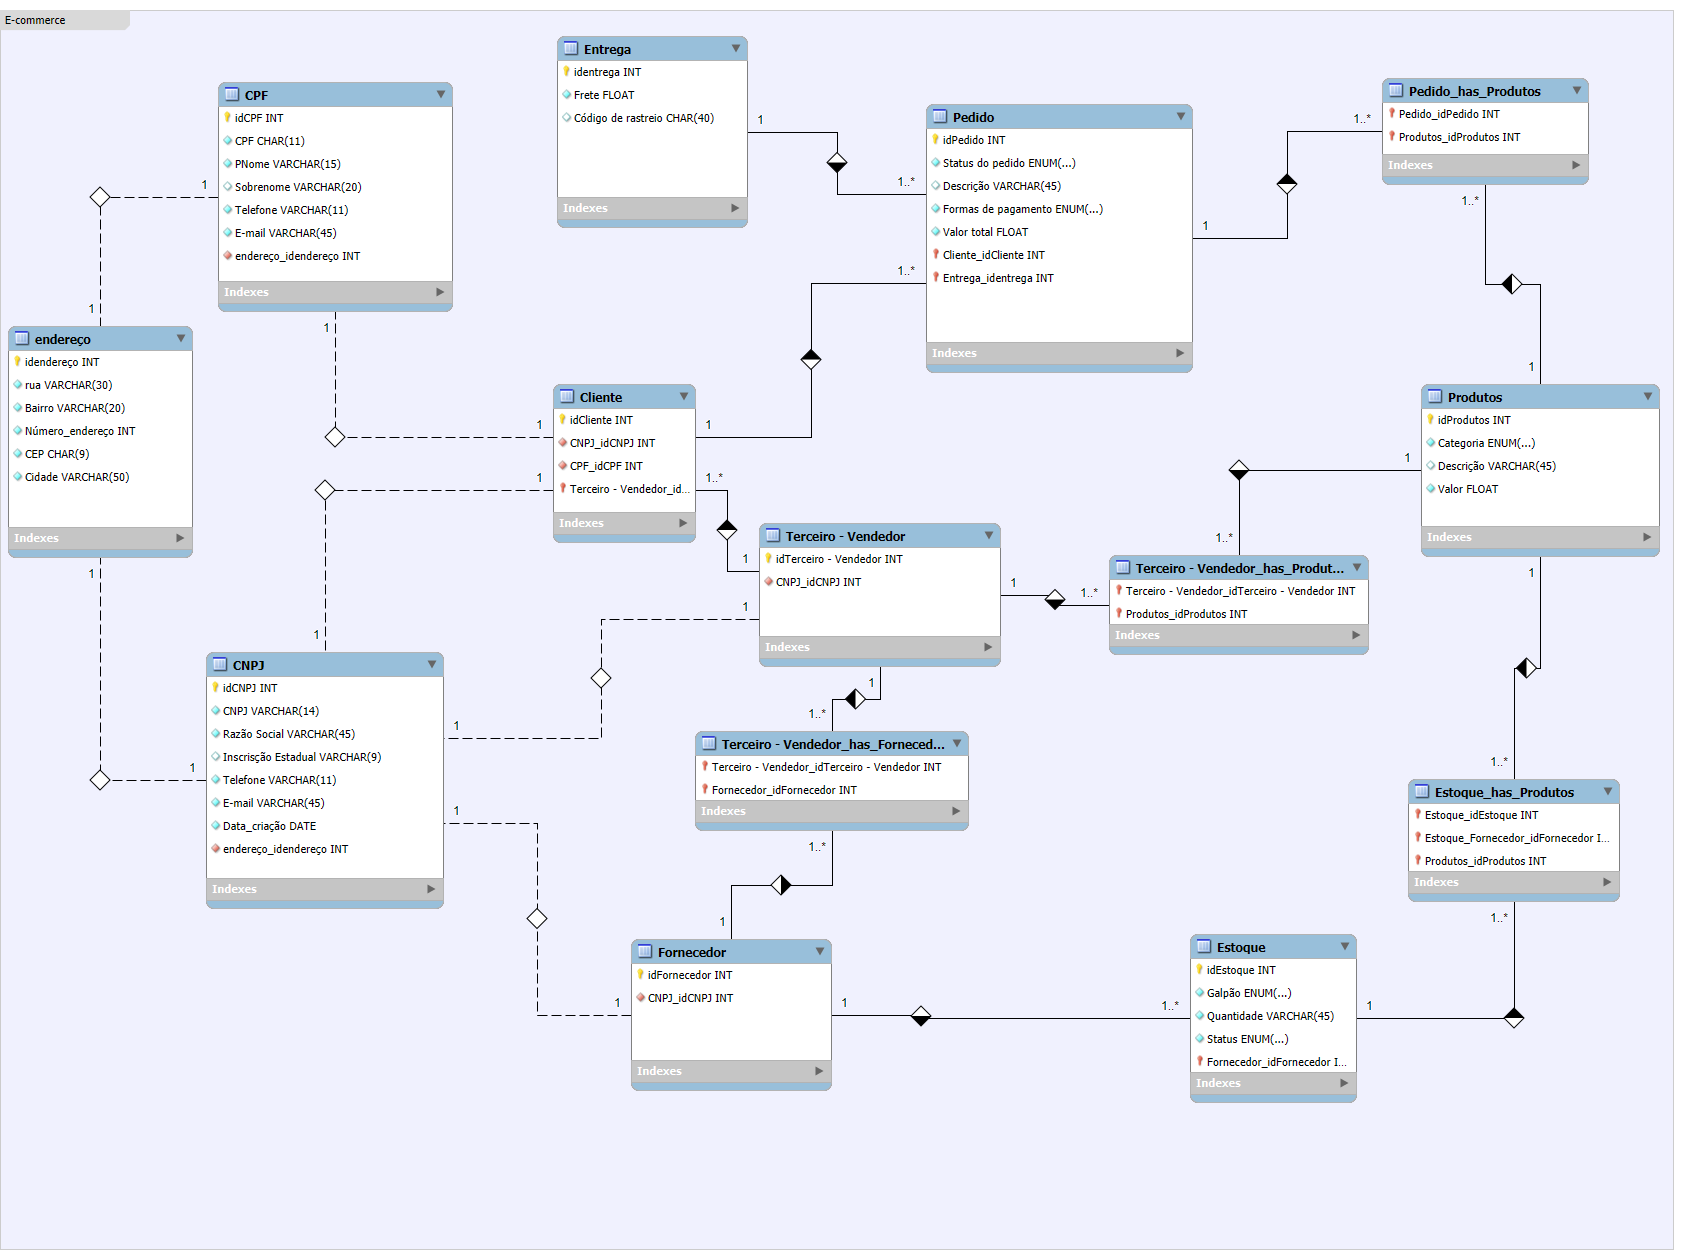 E-commerce
Entrega
identrega INT
Frete FLOAT
Código de rastreio CHAR(40)
Indexes
CPF
idCPF INT
CPF CHAR(11)
PNome VARCHAR(15)
Sobrenome VARCHAR(20)
Telefone VARCHAR(11)
E-mail VARCHAR(45)
endereço_idendereço INT
Indexes
Pedido
idPedido INT
Status do pedido ENUM(...)
Descrição VARCHAR(45)
Formas de pagamento ENUM(...)
Valor total FLOAT
Cliente_idCliente INT
Entrega_identrega INT
Indexes
Pedido_has_Produtos
Pedido_idPedido INT
Produtos_idProdutos INT
Indexes
1
1..*
1
1..*
1..*
1
1
1..*
1
endereço
idendereço INT
rua VARCHAR(30)
Bairro VARCHAR(20)
Número_endereço INT
CEP CHAR(9)
Cidade VARCHAR(50)
Indexes
1
1
Cliente
idCliente INT
CNPJ_idCNPJ INT
CPF_idCPF INT
Terceiro - Vendedor_id...
Indexes
1
1
1..*
Produtos
idProdutos INT
Categoria ENUM(...)
Descrição VARCHAR(45)
Valor FLOAT
Indexes
1
1
1..*
1
Terceiro - Vendedor
idTerceiro - Vendedor INT
CNPJ_idCNPJ INT
Indexes
1
1
1
1..*
Terceiro - Vendedor_has_Produt...
Terceiro - Vendedor_idTerceiro - Vendedor INT
Produtos_idProdutos INT
Indexes
1
1
1
CNPJ
idCNPJ INT
CNPJ VARCHAR(14)
Razão Social VARCHAR(45)
Inscrisção Estadual VARCHAR(9)
Telefone VARCHAR(11)
E-mail VARCHAR(45)
Data_criação DATE
endereço_idendereço INT
Indexes
1
1
1
1..*
Terceiro - Vendedor_has_Forneced...
Terceiro - Vendedor_idTerceiro - Vendedor INT
Fornecedor_idFornecedor INT
Indexes
1..*
1
1..*
Estoque_has_Produtos
Estoque_idEstoque INT
Estoque_Fornecedor_idFornecedor I...
Produtos_idProdutos INT
Indexes
1..*
Fornecedor
idFornecedor INT
CNPJ_idCNPJ INT
Indexes
1
1
1..*
Estoque
idEstoque INT
Galpão ENUM(...)
Quantidade VARCHAR(45)
Status ENUM(...)
Fornecedor_idFornecedor I...
Indexes
1